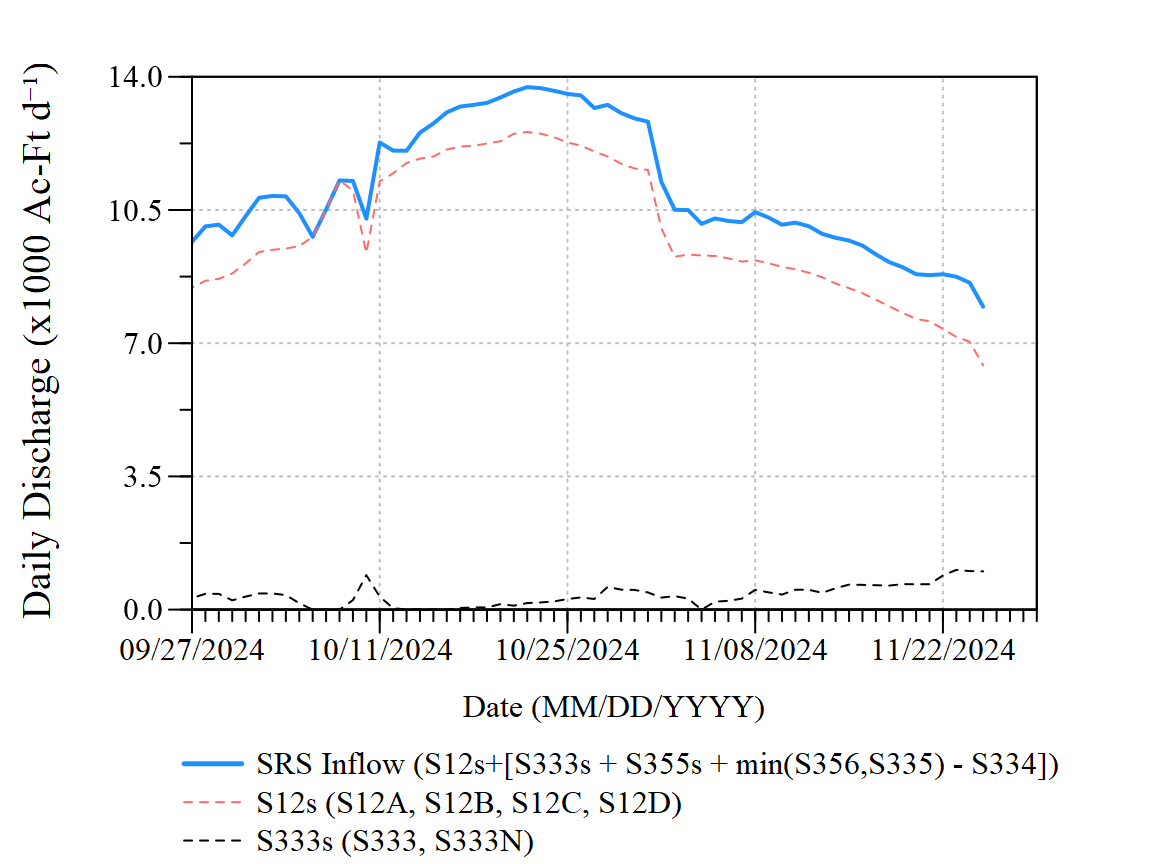 Daily Discharge (x1000 Ac-Ft d⁻¹)
14.0
10.5
7.0
3.5
0.0
09/27/2024 10/11/2024 10/25/2024 11/08/2024 11/22/2024
Date (MM/DD/YYYY)
SRS Inflow (S12s+[S333s + S355s + min(S356,S335) - S334])
S12s (S12A, S12B, S12C, S12D)
S333s (S333, S333N)